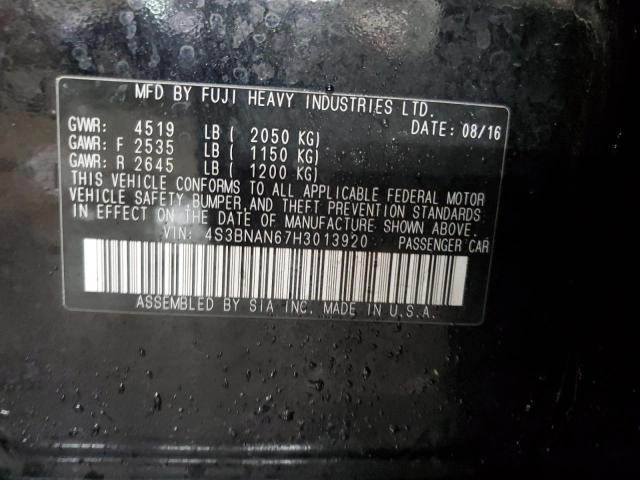 MFD BY FUJI HEAVY INDUSTRIES LTD.
GVWR: 4519 LB ( 2050 KG) DATE: 08/16
GAWR: F 2535 LB ( 1150 KG)
GAWR: R 2645 LB ( 1200 KG)
THIS VEHICLE CONFORMS TO ALL APPLICABLE FEDERAL MOTOR
VEHICLE SAFETY, BUMPER, AND THEFT PREVENTION STANDARDS
IN EFFECT ON THE DATE OF MANUFACTURE SHOWN ABOVE.
VIN: 4S3BNAN67H3013920 PASSENGER CAR
ASSEMBLED BY SIA INC. MADE IN U.S.A.